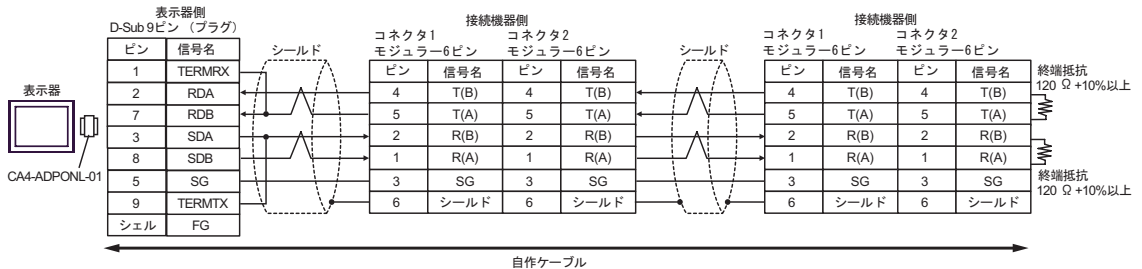 表示器側
D-Sub 9ピン （プラグ）
ピン 信号名
1 TERMRX
2 RDA
7 RDB
3 SDA
8 SDB
5 SG
9 TERMTX
シェル FG
表示器
CA4-ADPONL-01
シールド
接続機器側
コネクタ1 コネクタ2
モジュラー6ピン モジュラー6ピン
ピン 信号名 ピン 信号名
4 T(B) 4 T(B)
5 T(A) 5 T(A)
2 R(B) 2 R(B)
1 R(A) 1 R(A)
3 SG 3 SG
6 シールド 6 シールド
シールド
接続機器側
コネクタ1 コネクタ2
モジュラー6ピン モジュラー6ピン
ピン 信号名 ピン 信号名
4 T(B) 4 T(B)
5 T(A) 5 T(A)
2 R(B) 2 R(B)
1 R(A) 1 R(A)
3 SG 3 SG
6 シールド 6 シールド
終端抵抗
120 Ω +10%以上
終端抵抗
120 Ω +10%以上
自作ケーブル